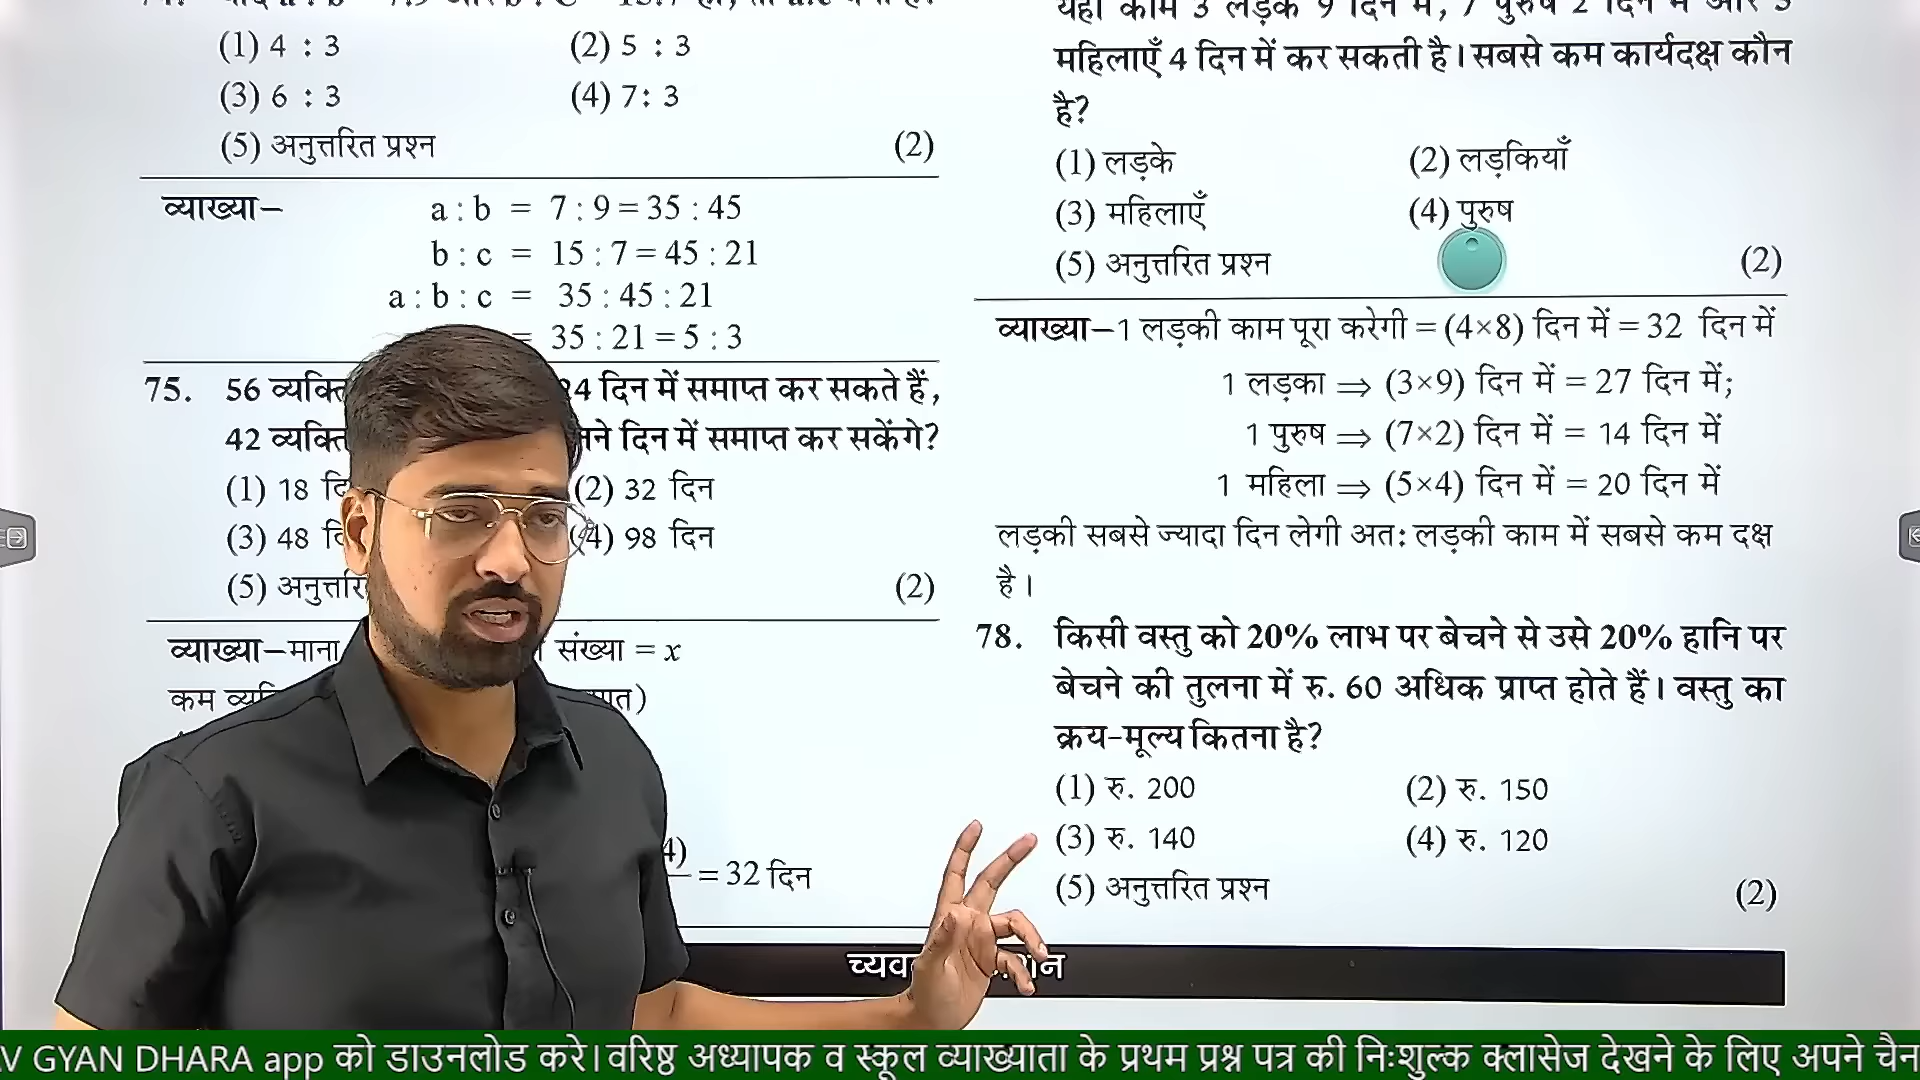 (1) 4 : 3 (2) 5 : 3
(3) 6 : 3 (4) 7: 3
(5) अनुत्तरित प्रश्न (2)
व्याख्या– a : b = 7 : 9 = 35 : 45
b : c = 15 : 7 = 45 : 21
a : b : c = 35 : 45 : 21
= 35 : 21 = 5 : 3
75. 56 4 दिन में समाप्त कर सकते हैं,
42 दिन में समाप्त कर सकेंगे?
(1) 18 (2) 32 दिन
(3) 48 (4) 98 दिन
(5) (2)
व्याख्या–माना संख्या = x
कम
= 32 दिन
महिलाएँ 4 दिन में कर सकती है। सबसे कम कार्यदक्ष कौन
है?
(1) लड़के (2) लड़कियाँ
(3) महिलाएँ (4) पुरुष
(5) अनुत्तरित प्रश्न (2)
व्याख्या–1 लड़की काम पूरा करेगी = (4×8) दिन में = 32 दिन में
1 लड़का ⇒ (3×9) दिन में = 27 दिन में;
1 पुरुष ⇒ (7×2) दिन में = 14 दिन में
1 महिला ⇒ (5×4) दिन में = 20 दिन में
लड़की सबसे ज्यादा दिन लेगी अतः लड़की काम में सबसे कम दक्ष
है।
78. किसी वस्तु को 20% लाभ पर बेचने से उसे 20% हानि पर
बेचने की तुलना में रु. 60 अधिक प्राप्त होते हैं। वस्तु का
क्रय-मूल्य कितना है?
(1) रु. 200 (2) रु. 150
(3) रु. 140 (4) रु. 120
(5) अनुत्तरित प्रश्न (2)
GYAN DHARA app को डाउनलोड करे। वरिष्ठ अध्यापक व स्कूल व्याख्याता के प्रथम प्रश्न पत्र की निःशुल्क क्लासेज देखने के लिए अपने